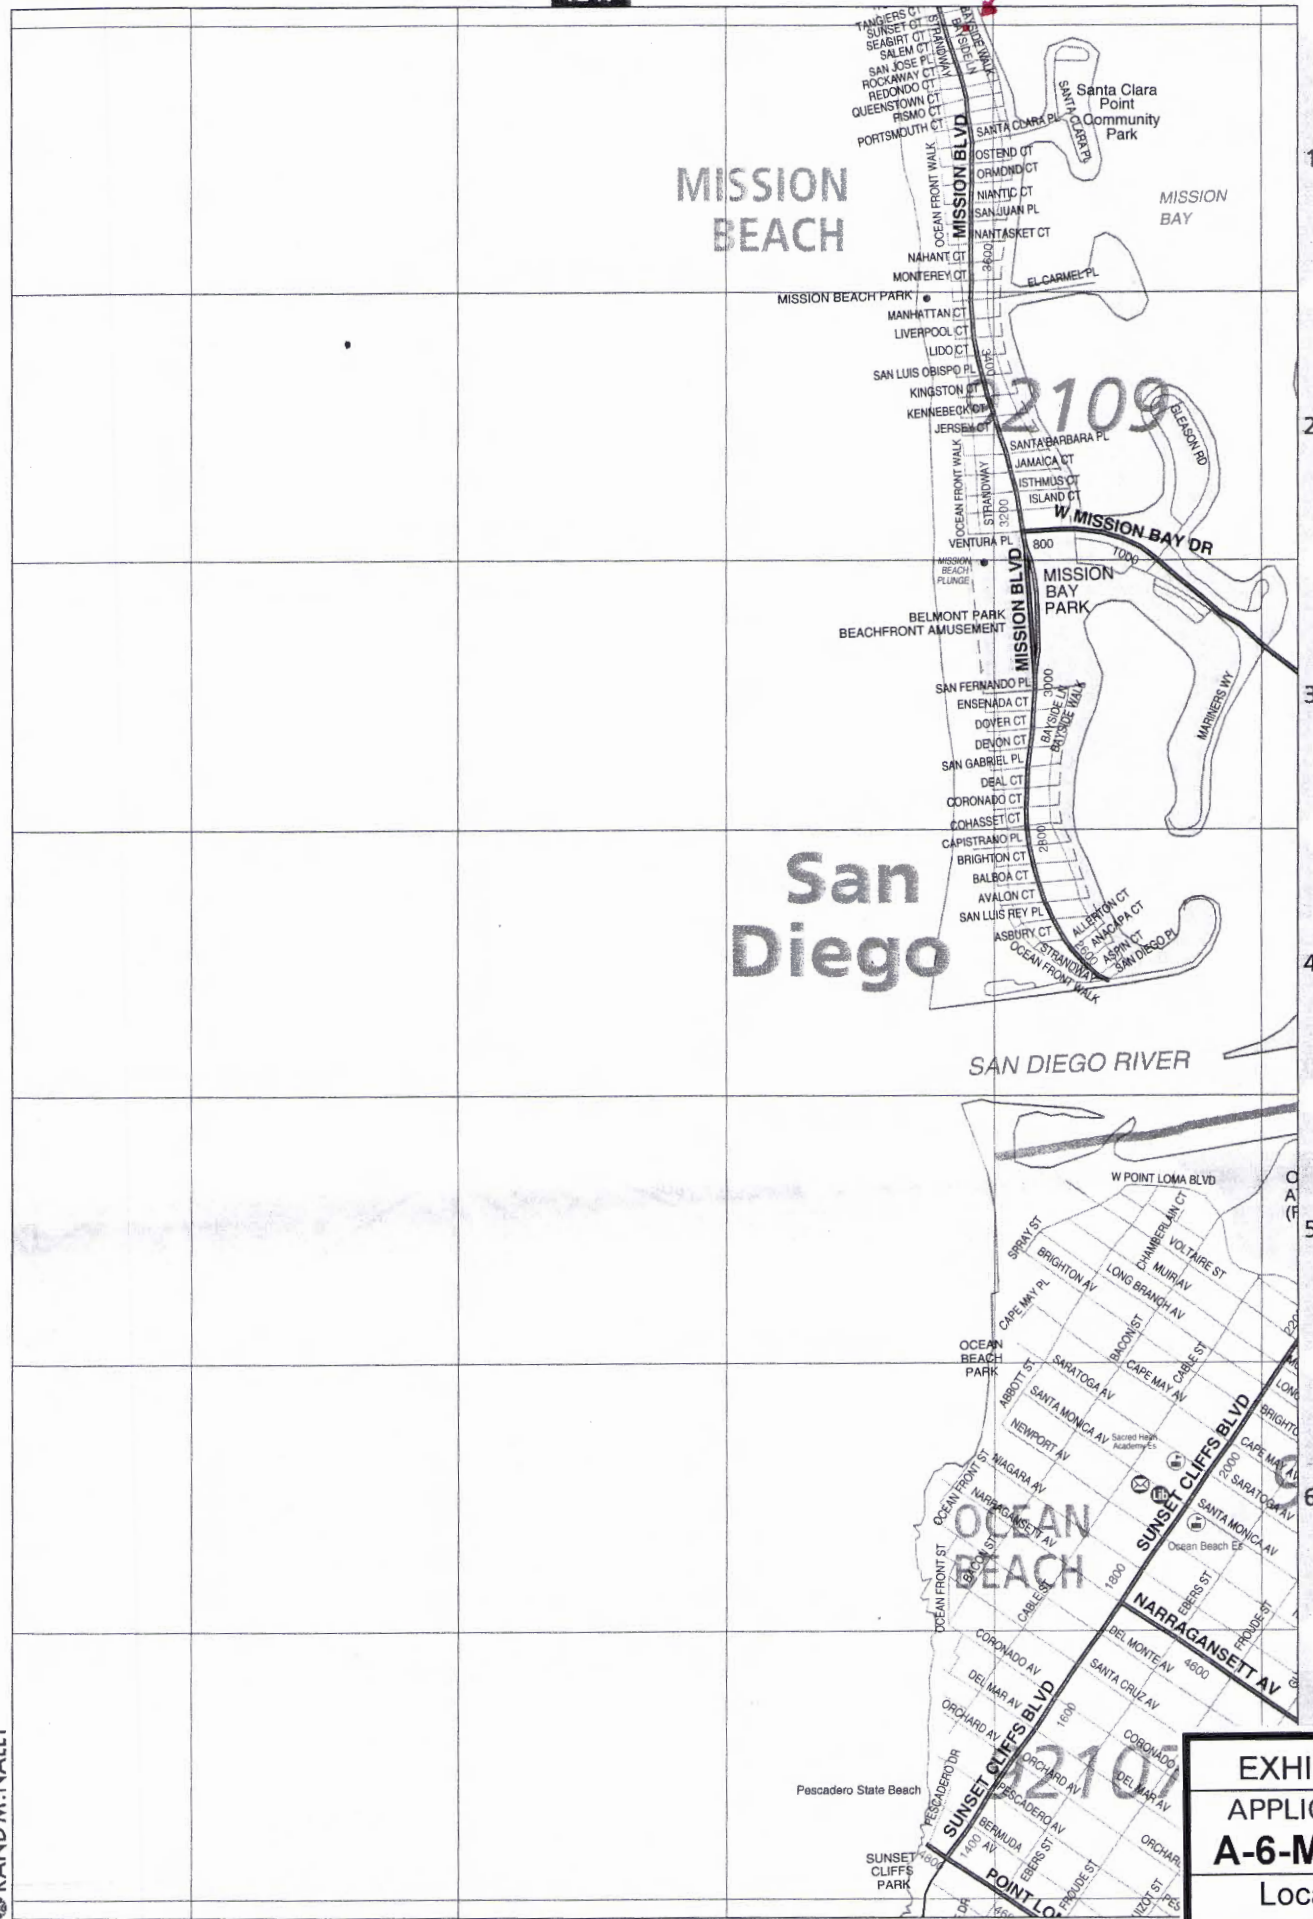 TANGIERS CT
SUNSET CT
SEAGIRT CT
SALEM CT
SAN JOSE PL
ROCKAWAY CT
REDONDO CT
QUEENSTOWN CT
PISMO CT
PORTSMOUTH CT
STRANDWAY
BAYSIDE WALK
BAYSIDE LN
MISSION BLVD
OCEAN FRONT WALK
SANTA CLARA PL
SANTA CLARA PL
Santa Clara
Point
Community
Park
OSTEND CT
ORMOND CT
NIANTIC CT
SAN JUAN PL
NANTASKET CT
MISSION
BEACH
MISSION
BAY
1
NAHANT CT
MONTEREY CT
3600
EL CARMEL PL
MISSION BEACH PARK
MANHATTAN CT
LIVERPOOL CT
LIDO CT
3400
SAN LUIS OBISPO PL
KINGSTON CT
KENNEBECK CT
JERSEY CT
92109
GLEASON RD
2
SANTA BARBARA PL
JAMAICA CT
ISTHMUS CT
ISLAND CT
OCEAN FRONT WALK
STRANDWAY
3200
W MISSION BAY DR
VENTURA PL
800
1000
MISSION
BEACH
PLUNGE
MISSION BLVD
MISSION
BAY
PARK
BELMONT PARK
BEACHFRONT AMUSEMENT
SAN FERNANDO PL
3000
ENSENADA CT
DOVER CT
DEVON CT
BAYSIDE LN
BAYSIDE WALK
MARINERS WY
3
SAN GABRIEL PL
DEAL CT
CORONADO CT
COHASSET CT
CAPISTRANO PL
2800
BRIGHTON CT
BALBOA CT
AVALON CT
SAN LUIS REY PL
ASBURY CT
ALLERTON CT
ANACAPA CT
ASPIN CT
SAN DIEGO PL
2600
STRANDWAY
OCEAN FRONT WALK
San
Diego
4
SAN DIEGO RIVER
W POINT LOMA BLVD
5
SPRAY ST
BRIGHTON AV
CHAMBERLAIN CT
VOLTAIRE ST
MUIR AV
LONG BRANCH AV
CAPE MAY PL
BACON ST
CABLE ST
OCEAN
BEACH
PARK
ABBOTT ST
SARATOGA AV
CAPE MAY AV
SANTA MONICA AV
NEWPORT AV
Sacred Heart
Academy Es
Lib
SUNSET CLIFFS BLVD
2000
CAPE MAY AV
SARATOGA AV
SANTA MONICA AV
6
OCEAN FRONT ST
NIAGARA AV
NARRAGANSETT AV
OCEAN
BEACH
Ocean Beach Es
OCEAN FRONT ST
BACON ST
CABLE ST
1800
EBERS ST
FROUDE ST
NARRAGANSETT AV
4600
CORONADO AV
DEL MONTE AV
DEL MAR AV
SANTA CRUZ AV
ORCHARD AV
SUNSET CLIFFS BLVD
1600
CORONADO
92107
ORCHARD AV
DEL MAR AV
Pescadero State Beach
PESCADERO DR
PESCADERO AV
BERMUDA
AV
1400
EBERS ST
FROUDE ST
ORCHAR
SUNSET
CLIFFS
PARK
4800
POINT LO
RAND McNALLY
EXHI
APPLIC
A-6-M
Loca